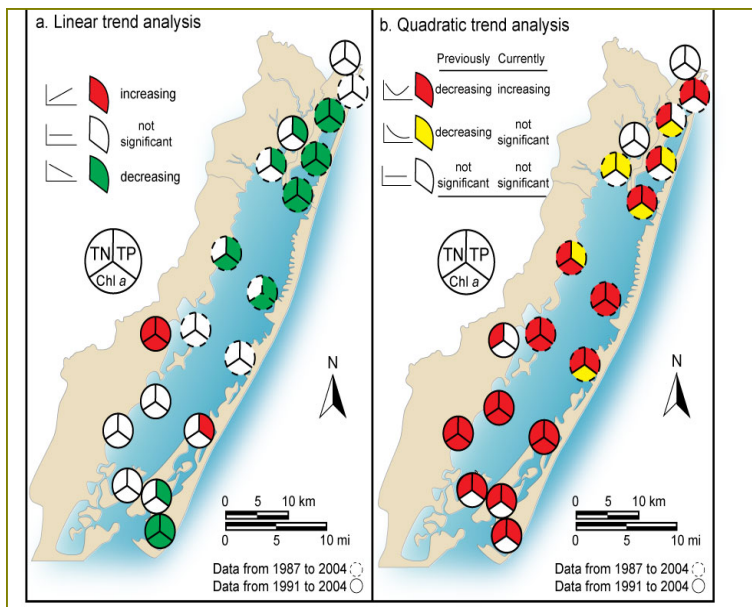 a. Linear trend analysis
increasing
not
significant
decreasing
TN TP
Chl a
N
0 5 10 km
0 5 10 mi
Data from 1987 to 2004
Data from 1991 to 2004
b. Quadratic trend analysis
Previously Currently
decreasing increasing
decreasing not
significant
not
significant not
significant
TN TP
Chl a
N
0 5 10 km
0 5 10 mi
Data from 1987 to 2004
Data from 1991 to 2004